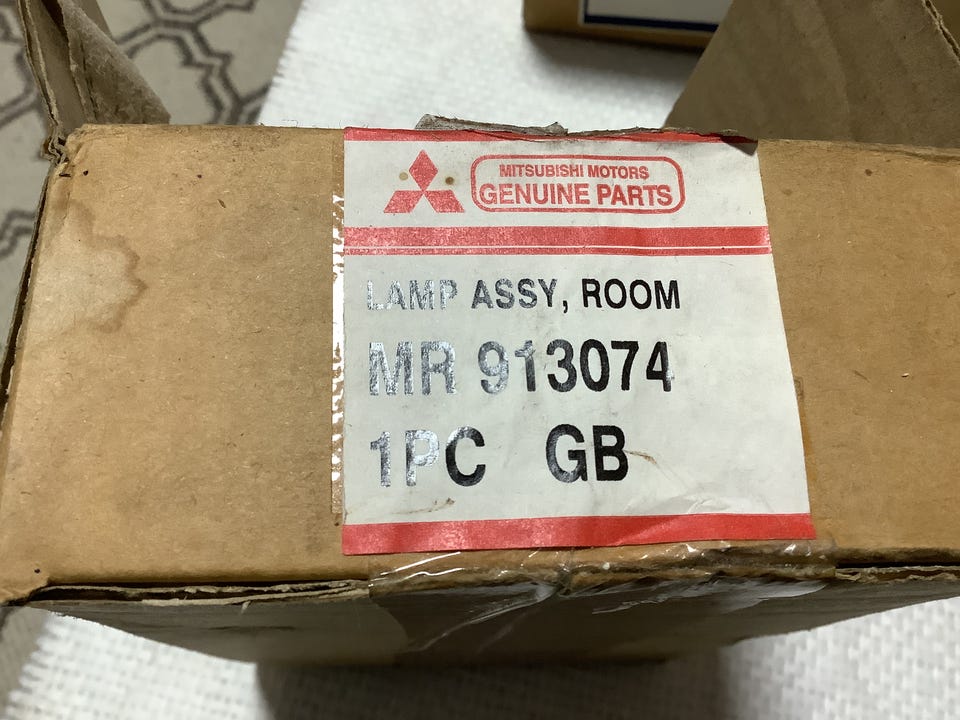 MITSUBISHI MOTORS
GENUINE PARTS
LAMP ASSY, ROOM
MR 913074
1PC GB